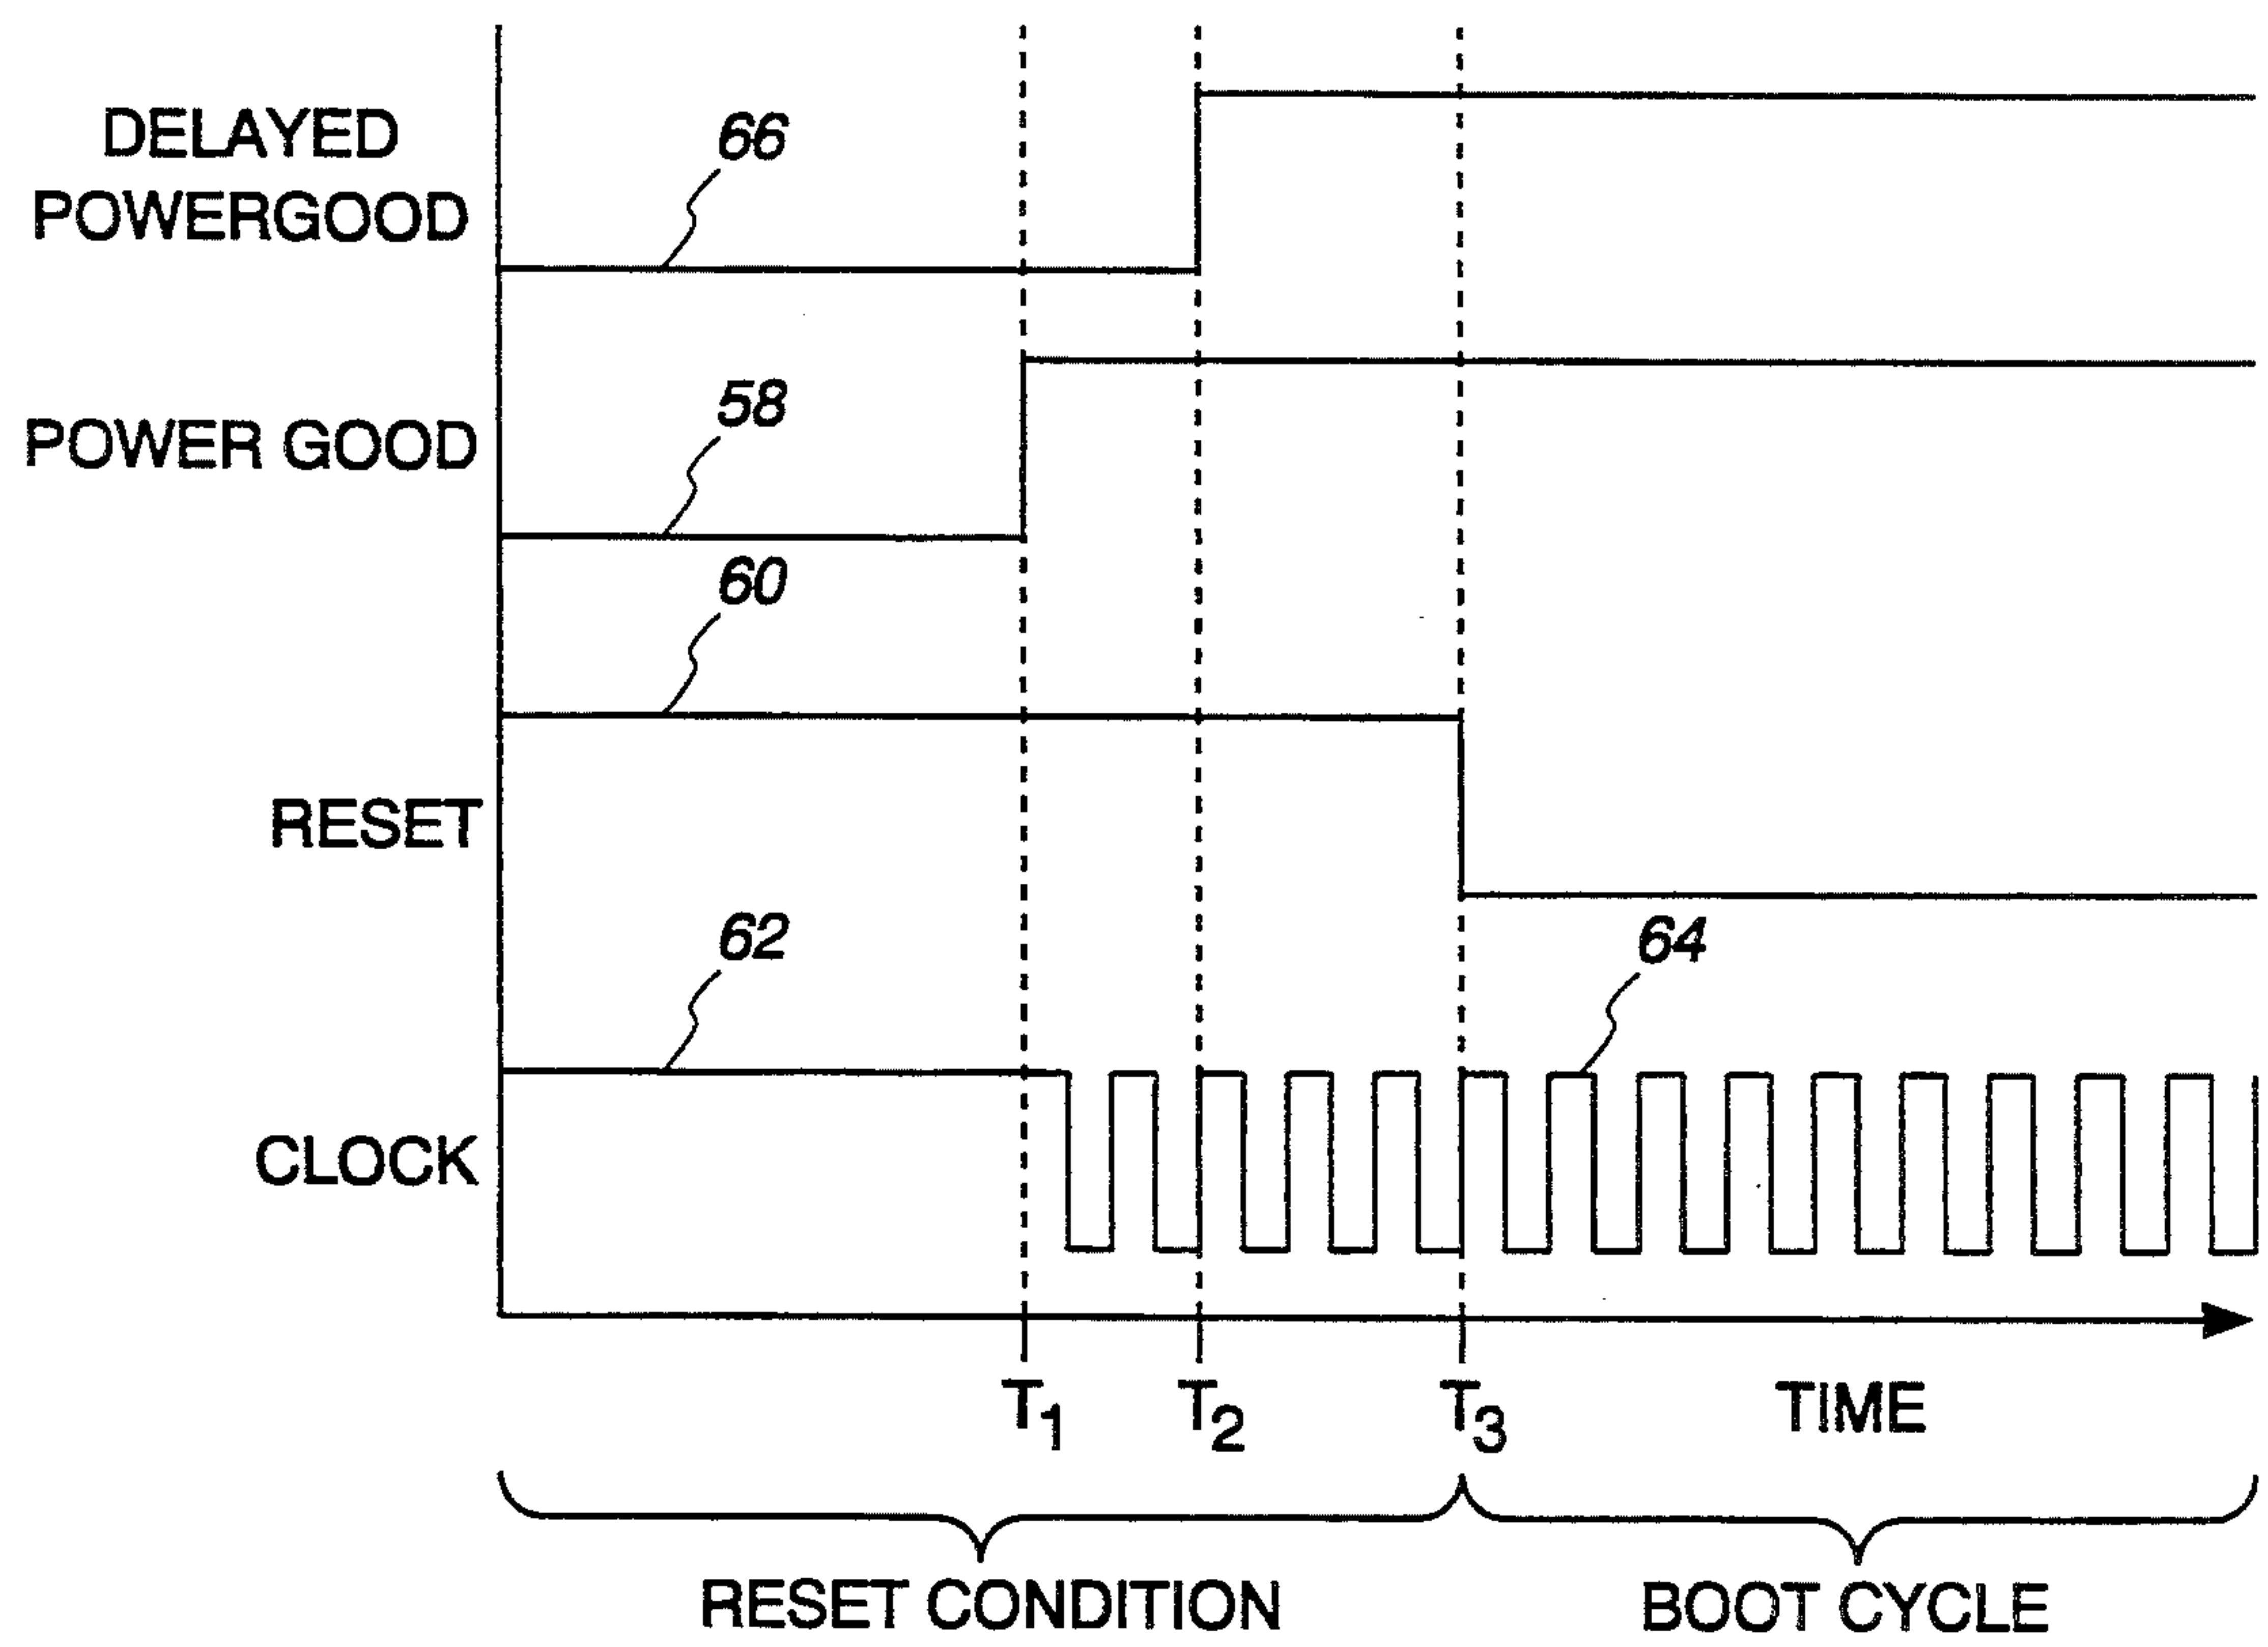 DELAYED
POWERGOOD
66
POWER GOOD
58
60
RESET
62
64
CLOCK
T1
T2
T3
TIME
RESET CONDITION
BOOT CYCLE